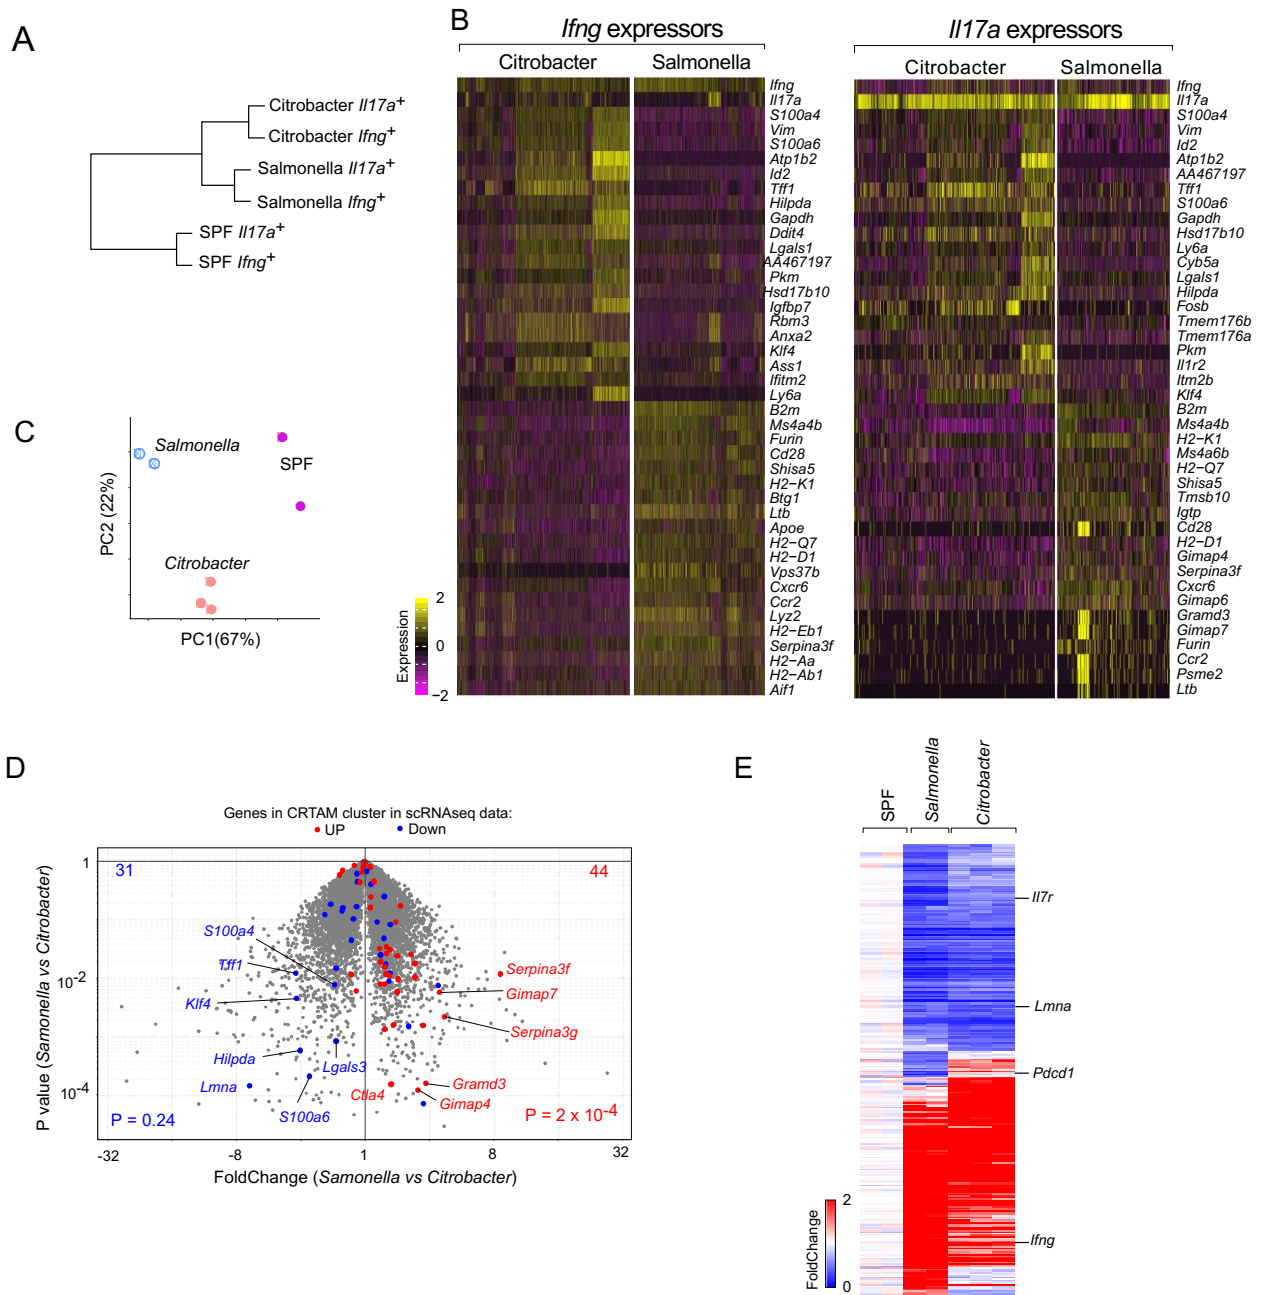 A
Citrobacter Il17a+
Citrobacter Ifng+
Salmonella Il17a+
Salmonella Ifng+
SPF Il17a+
SPF Ifng+
B
Ifng expressors
Citrobacter
Salmonella
Ifng
Il17a
S100a4
Vim
S100a6
Atp1b2
Id2
Tff1
Hilpda
Gapdh
Ddit4
Lgals1
AA467197
Pkm
Hsd17b10
Igfbp7
Rbm3
Anxa2
Klf4
Ass1
Ifitm2
Ly6a
B2m
Ms4a4b
Furin
Cd28
Shisa5
H2−K1
Btg1
Ltb
Apoe
H2−Q7
H2−D1
Vps37b
Cxcr6
Ccr2
Lyz2
H2−Eb1
Serpina3f
H2−Aa
H2−Ab1
Aif1
Il17a expressors
Citrobacter
Salmonella
Ifng
Il17a
S100a4
Vim
Id2
Atp1b2
AA467197
Tff1
S100a6
Gapdh
Hsd17b10
Ly6a
Cyb5a
Lgals1
Hilpda
Fosb
Tmem176b
Tmem176a
Pkm
Il1r2
Itm2b
Klf4
B2m
Ms4a4b
H2−K1
Ms4a6b
H2−Q7
Shisa5
Tmsb10
Igtp
Cd28
H2−D1
Gimap4
Serpina3f
Cxcr6
Gimap6
Gramd3
Gimap7
Furin
Ccr2
Psme2
Ltb
Expression
2
0
−2
C
Salmonella
SPF
Citrobacter
PC2 (22%)
PC1(67%)
D
Genes in CRTAM cluster in scRNAseq data:
UP
Down
31
44
S100a4
Tff1
Klf4
Hilpda
Lgals3
Lmna
S100a6
Serpina3f
Gimap7
Serpina3g
Ctla4
Gramd3
Gimap4
P = 0.24
P = 2 x 10-4
1
10-2
10-4
-32
-8
1
8
32
P value (Samonella vs Citrobacter)
FoldChange (Samonella vs Citrobacter)
E
SPF
Salmonella
Citrobacter
Il7r
Lmna
Pdcd1
Ifng
FoldChange
2
0